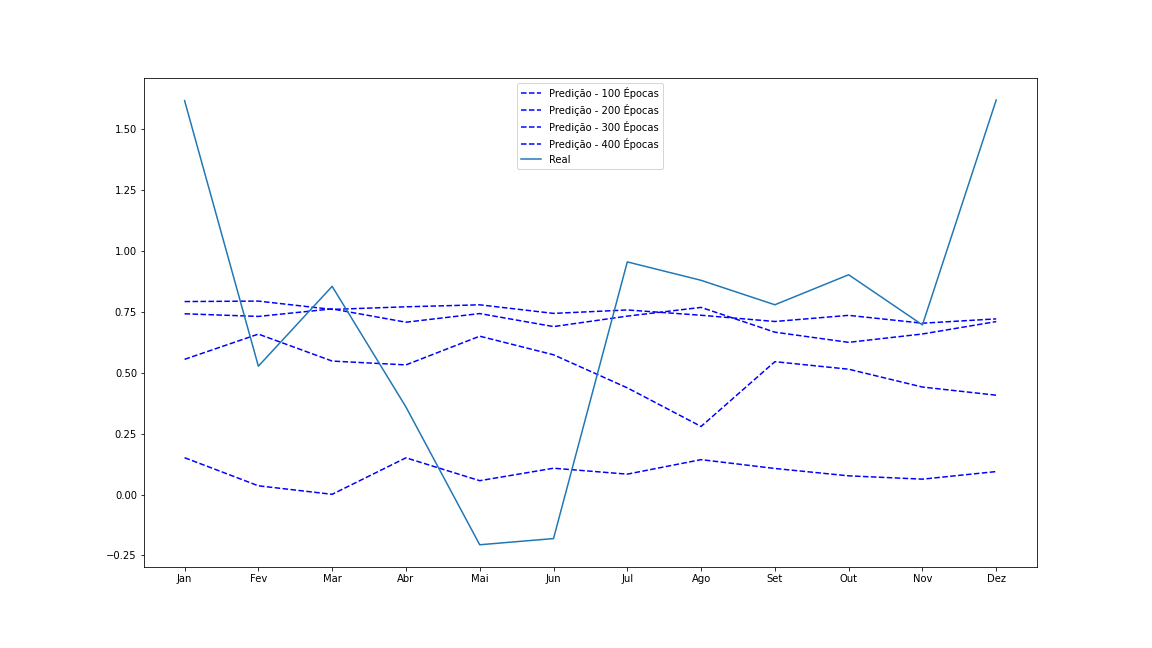 Predição - 100 Épocas
Predição - 200 Épocas
Predição - 300 Épocas
Predição - 400 Épocas
Real
1.50
1.25
1.00
0.75
0.50
0.25
0.00
−0.25
Jan Fev Mar Abr Mai Jun Jul Ago Set Out Nov Dez